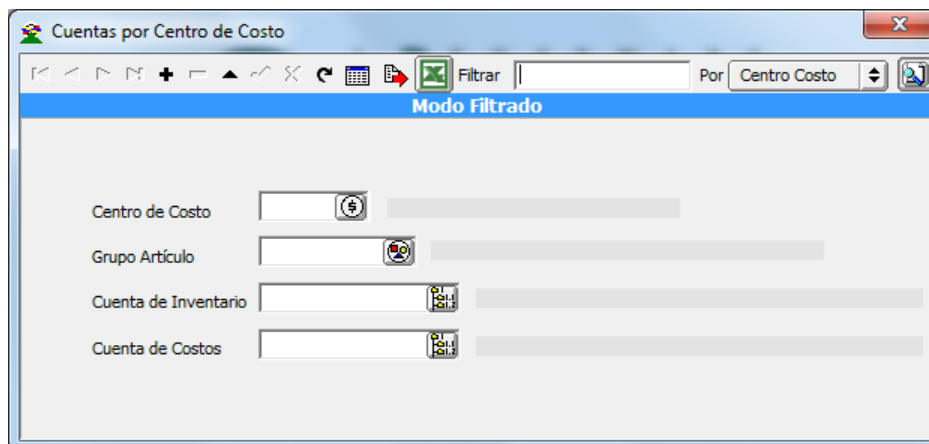 Cuentas por Centro de Costo
Filtrar Por Centro Costo
Modo Filtrado
Centro de Costo
Grupo Artículo
Cuenta de Inventario
Cuenta de Costos